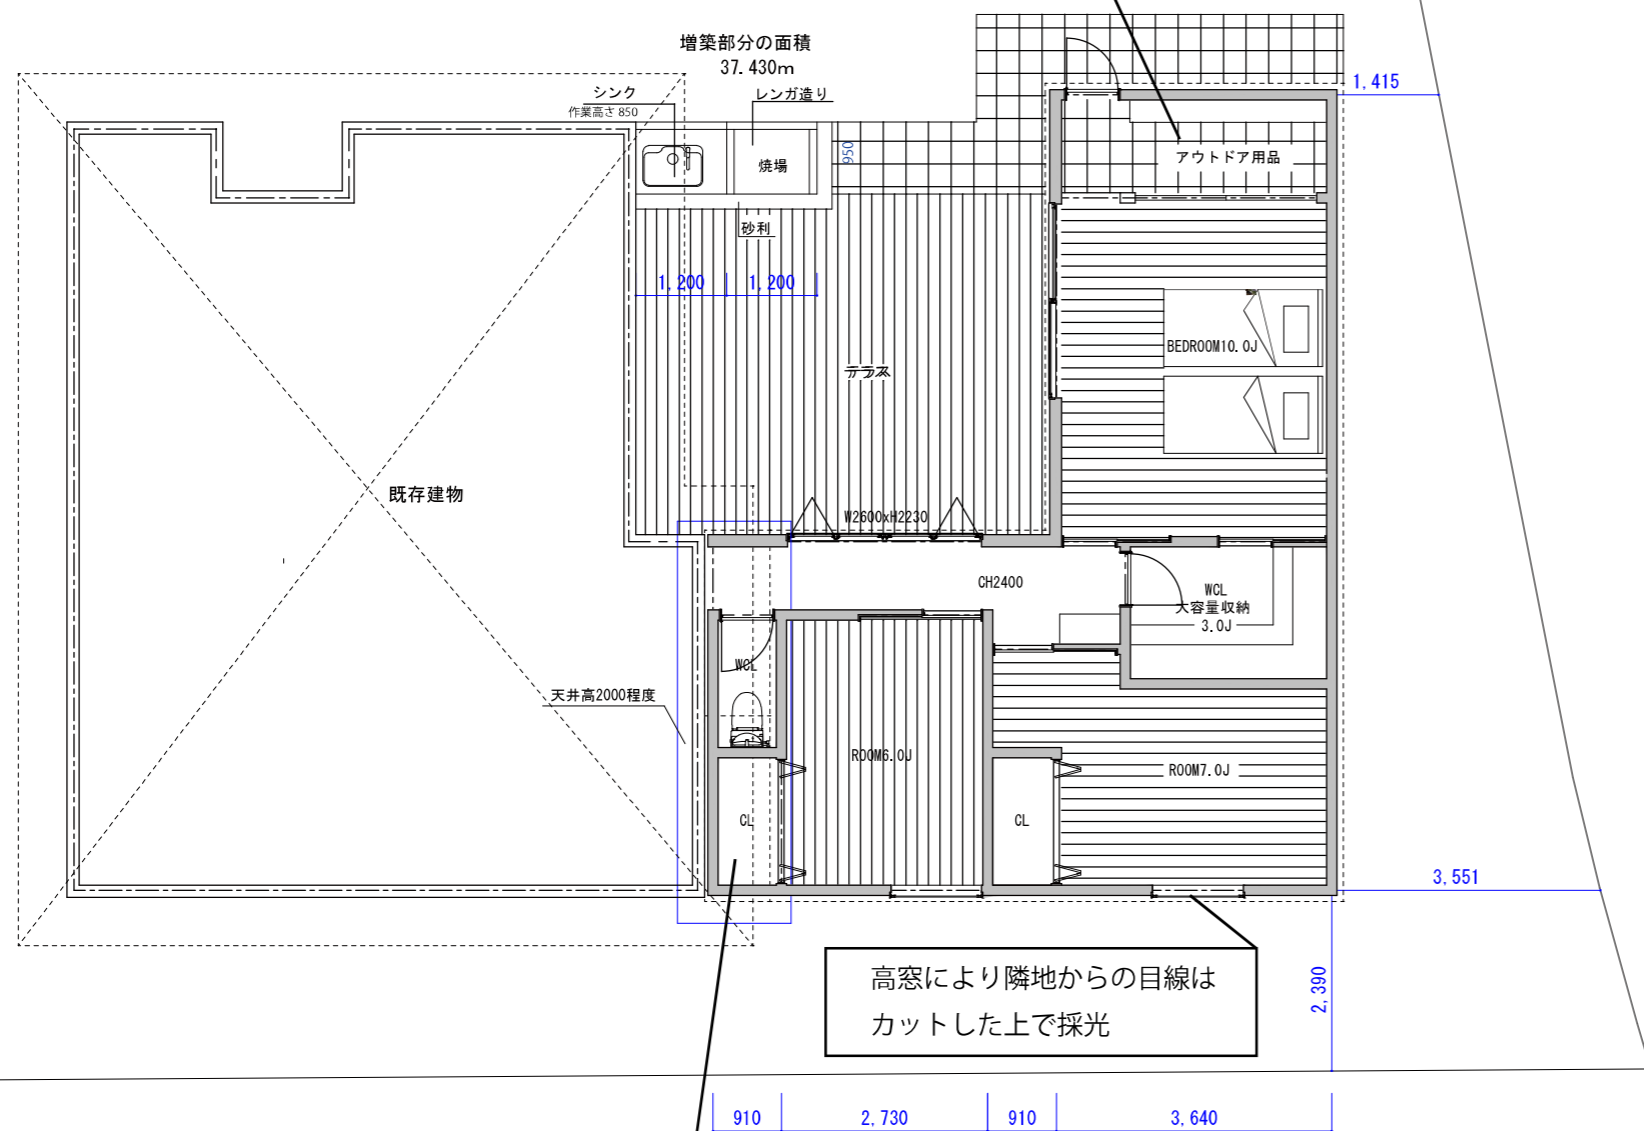 増築部分の面積
37.430m
シンク
作業高さ850
レンガ造り
1,415
950
アウトドア用品
焼場
砂利
1,200
1,200
BEDROOM10.0J
テラス
既存建物
W2600xH2230
CH2400
WCL
大容量収納
3.0J
WCL
天井高2000程度
ROOM6.0J
ROOM7.0J
CL
CL
3,551
高窓により隣地からの目線は
カットした上で採光
2,390
910
2,730
910
3,640